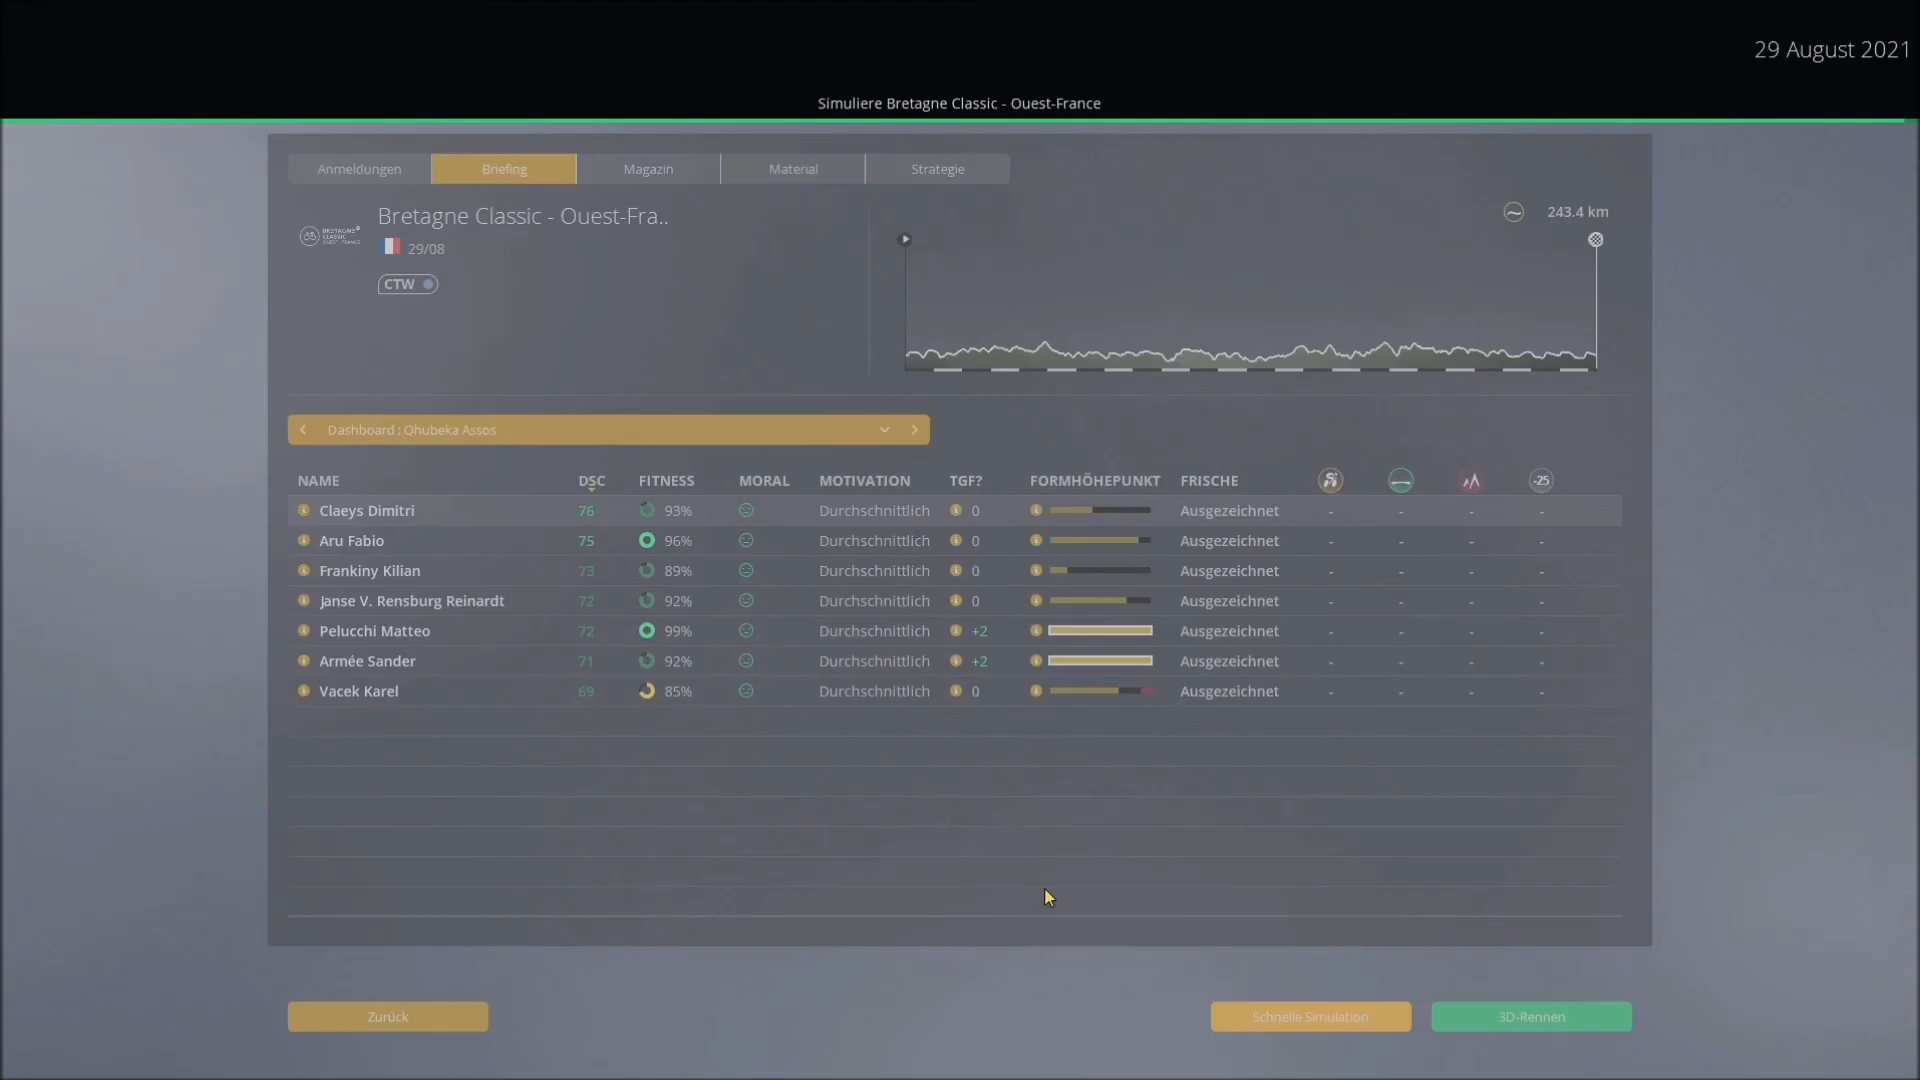 29 August 2021
Simuliere Bretagne Classic - Ouest-France
Anmeldungen Briefing Magazin Material Strategie
Bretagne Classic - Ouest-Fra..
BRETAGNE CLASSIC OUEST-FRANCE
29/08
CTW
243.4 km
Dashboard : Qhubeka Assos
NAME DSC FITNESS MORAL MOTIVATION TGF? FORMHÖHEPUNKT FRISCHE -25
Claeys Dimitri 76 93% Durchschnittlich 0 Ausgezeichnet - - - -
Aru Fabio 75 96% Durchschnittlich 0 Ausgezeichnet - - - -
Frankiny Kilian 73 89% Durchschnittlich 0 Ausgezeichnet - - - -
Janse V. Rensburg Reinardt 72 92% Durchschnittlich 0 Ausgezeichnet - - - -
Pelucchi Matteo 72 99% Durchschnittlich +2 Ausgezeichnet - - - -
Armée Sander 71 92% Durchschnittlich +2 Ausgezeichnet - - - -
Vacek Karel 69 85% Durchschnittlich 0 Ausgezeichnet - - - -
Zurück Schnelle Simulation 3D-Rennen